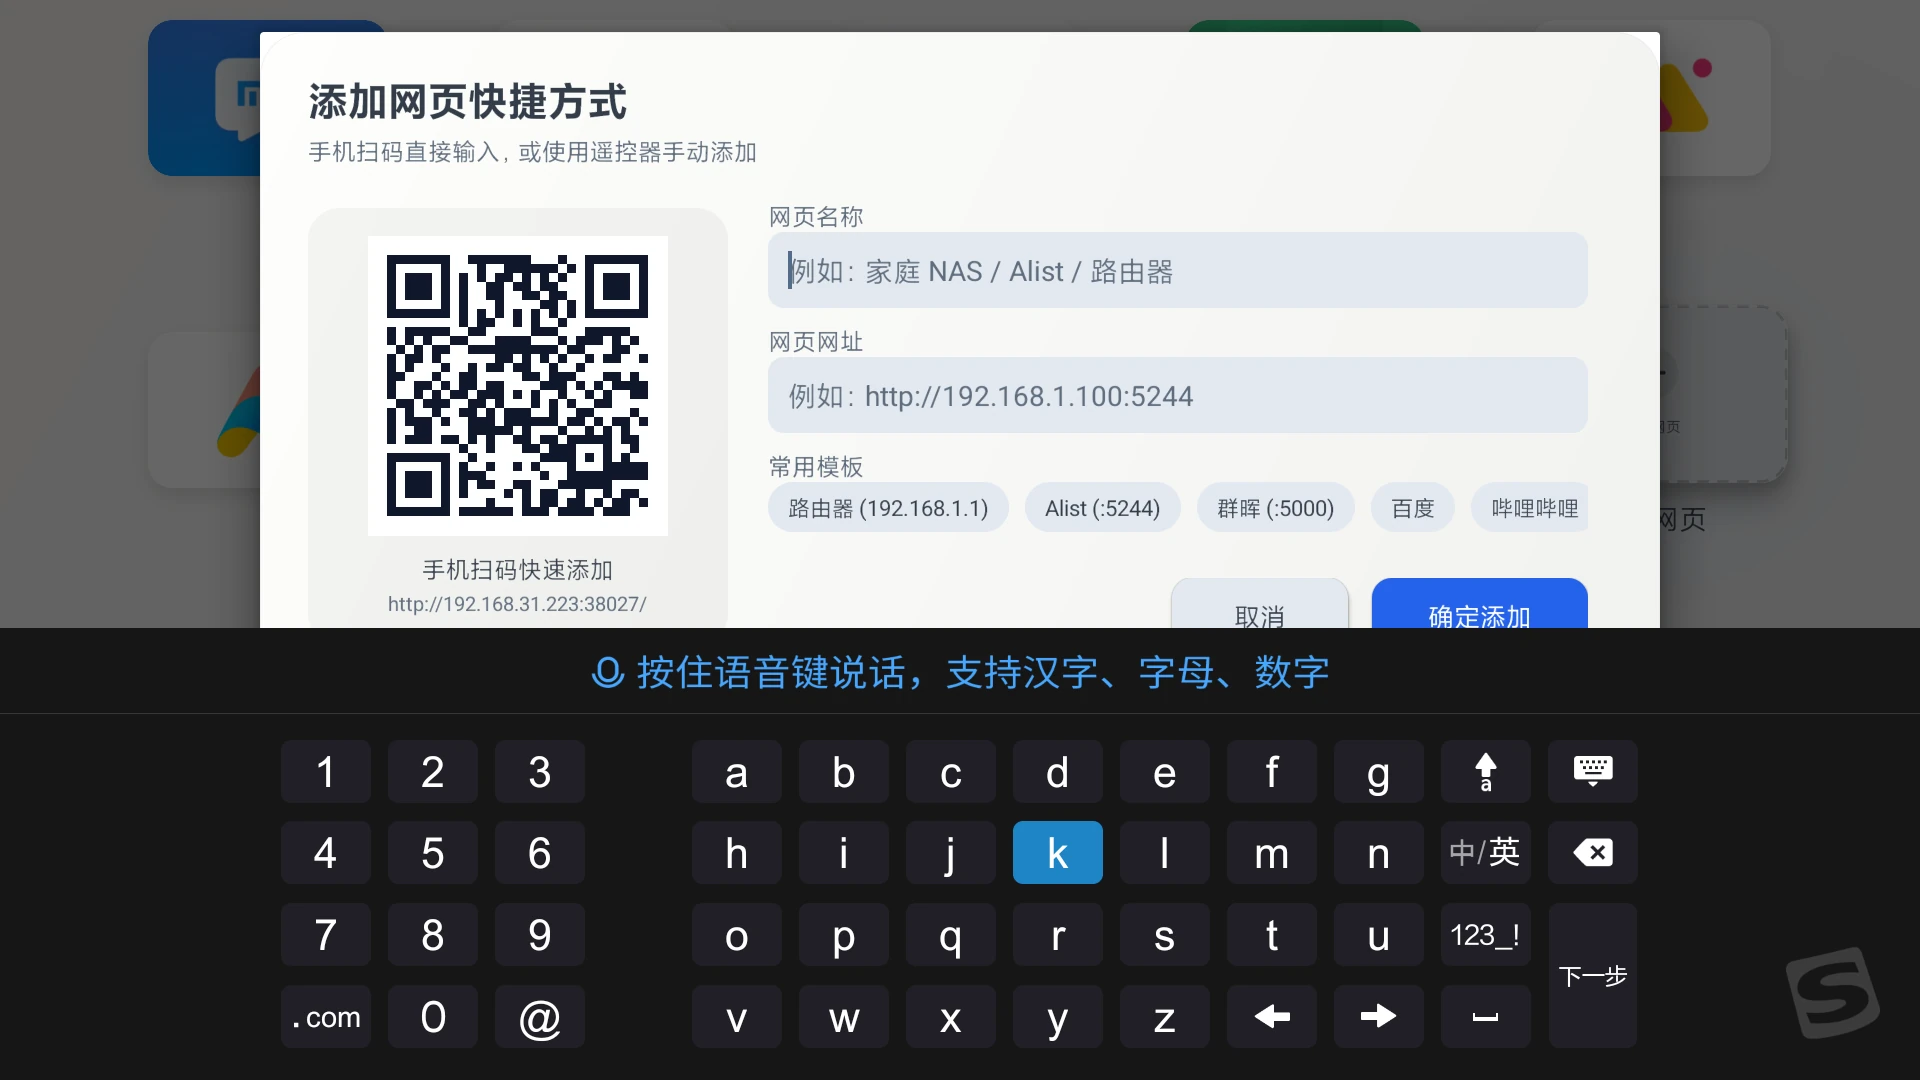 添加网页快捷方式
手机扫码直接输入, 或使用遥控器手动添加
网页名称
例如: 家庭 NAS / Alist / 路由器
网页网址
例如: http://192.168.1.100:5244
常用模板
路由器 (192.168.1.1) Alist (:5244) 群晖 (:5000) 百度 哔哩哔哩
手机扫码快速添加
http://192.168.31.223:38027/
取消 确定添加
网页
网页
按住语音键说话，支持汉字、字母、数字
1 2 3 a b c d e f g a
4 5 6 h i j k l m n 中/英
7 8 9 o p q r s t u 123_!
下一步
.com 0 @ v w x y z